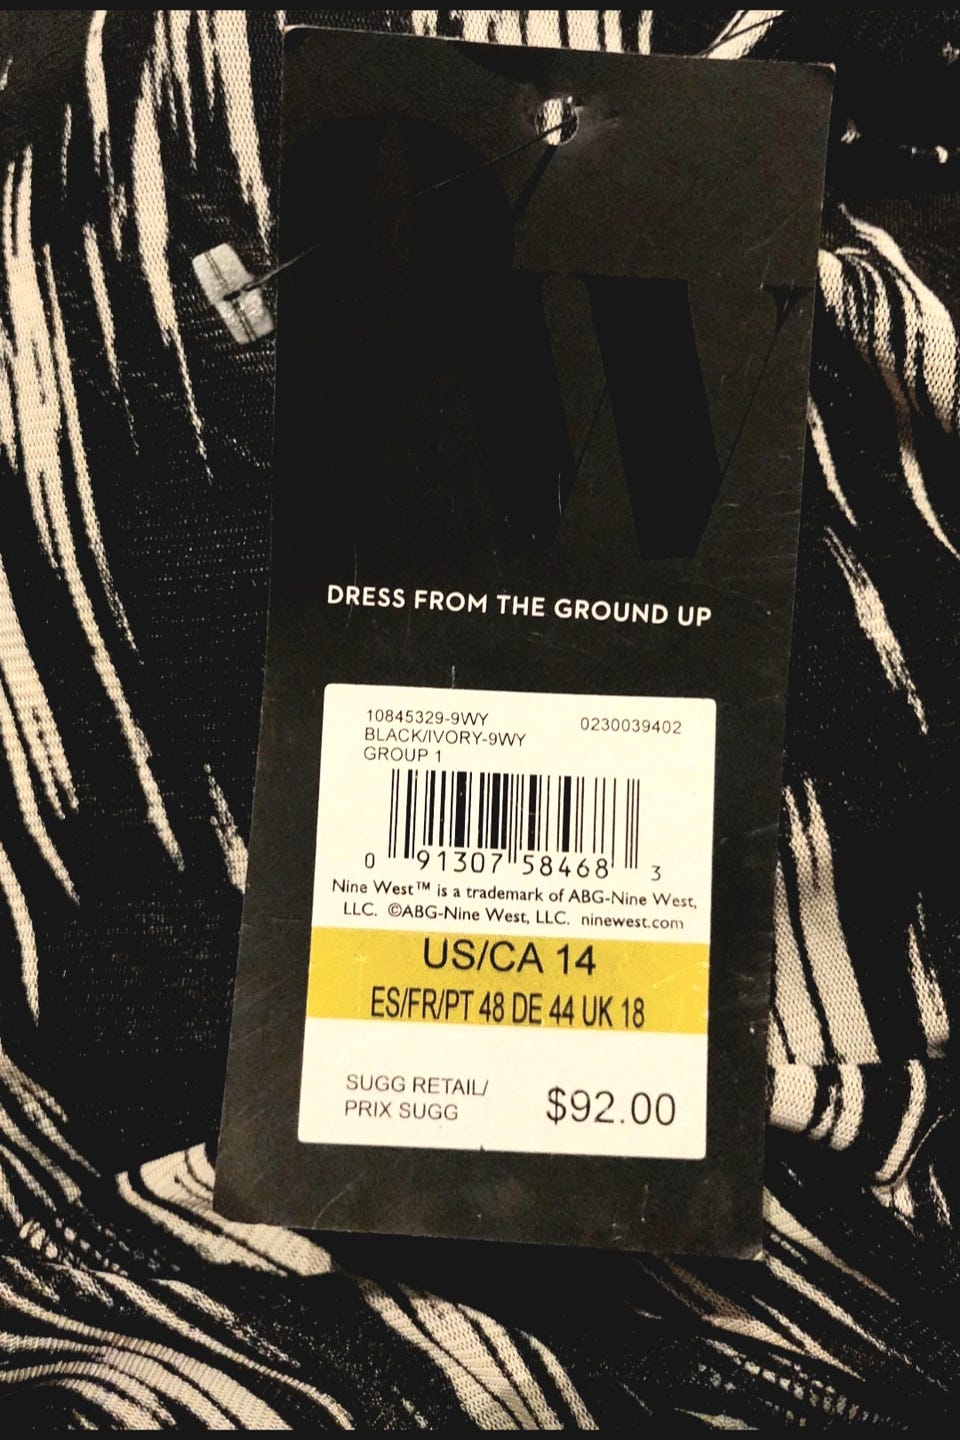 9W
DRESS FROM THE GROUND UP
10845329-9WY 0230039402
BLACK/IVORY-9WY
GROUP 1
0 91307 58468 3
Nine West™ is a trademark of ABG-Nine West,
LLC. ©ABG-Nine West, LLC. ninewest.com
US/CA 14
ES/FR/PT 48 DE 44 UK 18
SUGG RETAIL/
PRIX SUGG $92.00